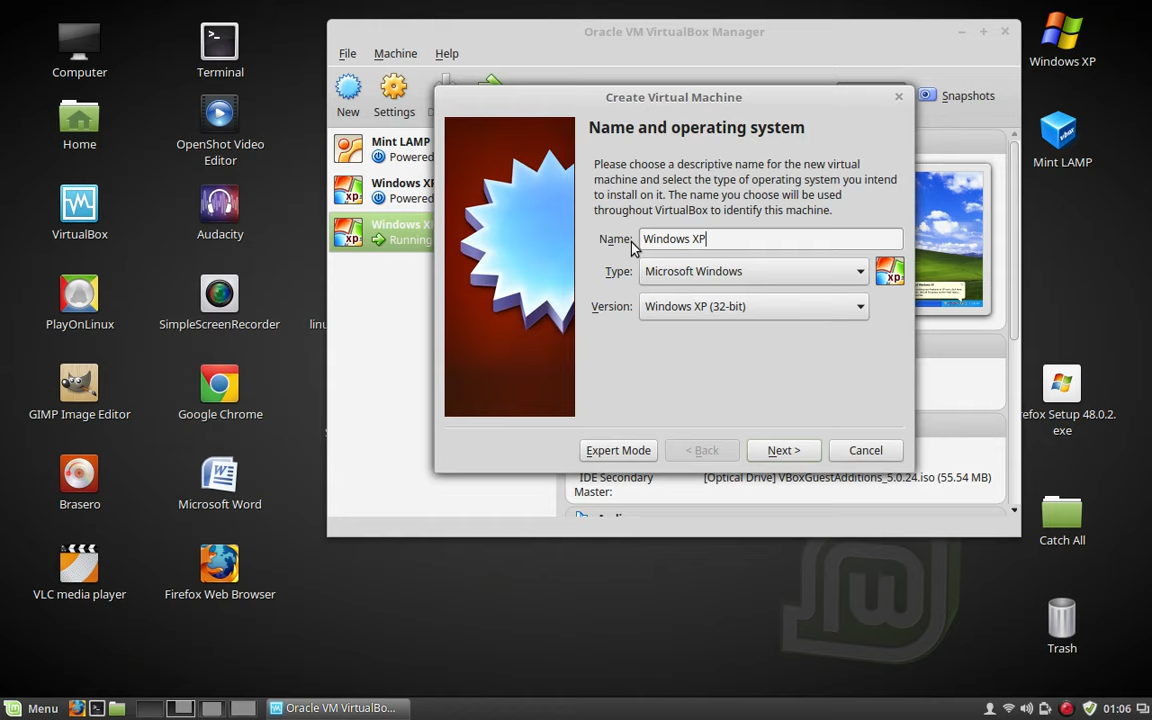 Computer
Terminal
Home
OpenShot Video
Editor
VirtualBox
Audacity
PlayOnLinux
SimpleScreenRecorder
GIMP Image Editor
Google Chrome
Brasero
Microsoft Word
VLC media player
Firefox Web Browser
Oracle VM VirtualBox Manager
File
Machine
Help
New
Settings
Snapshots
Mint LAMP
Powered
Windows XP
Powered
Windows X
Running
Create Virtual Machine
Name and operating system
Please choose a descriptive name for the new virtual
machine and select the type of operating system you intend
to install on it. The name you choose will be used
throughout VirtualBox to identify this machine.
Name:
Windows XP
Type:
Microsoft Windows
Version:
Windows XP (32-bit)
Expert Mode
< Back
Next >
Cancel
IDE Secondary
Master:
[Optical Drive] VBoxGuestAdditions_5.0.24.iso (55.54 MB)
Windows XP
vbox
Mint LAMP
efox Setup 48.0.2.
exe
Catch All
Trash
Menu
Oracle VM VirtualBo...
01:06